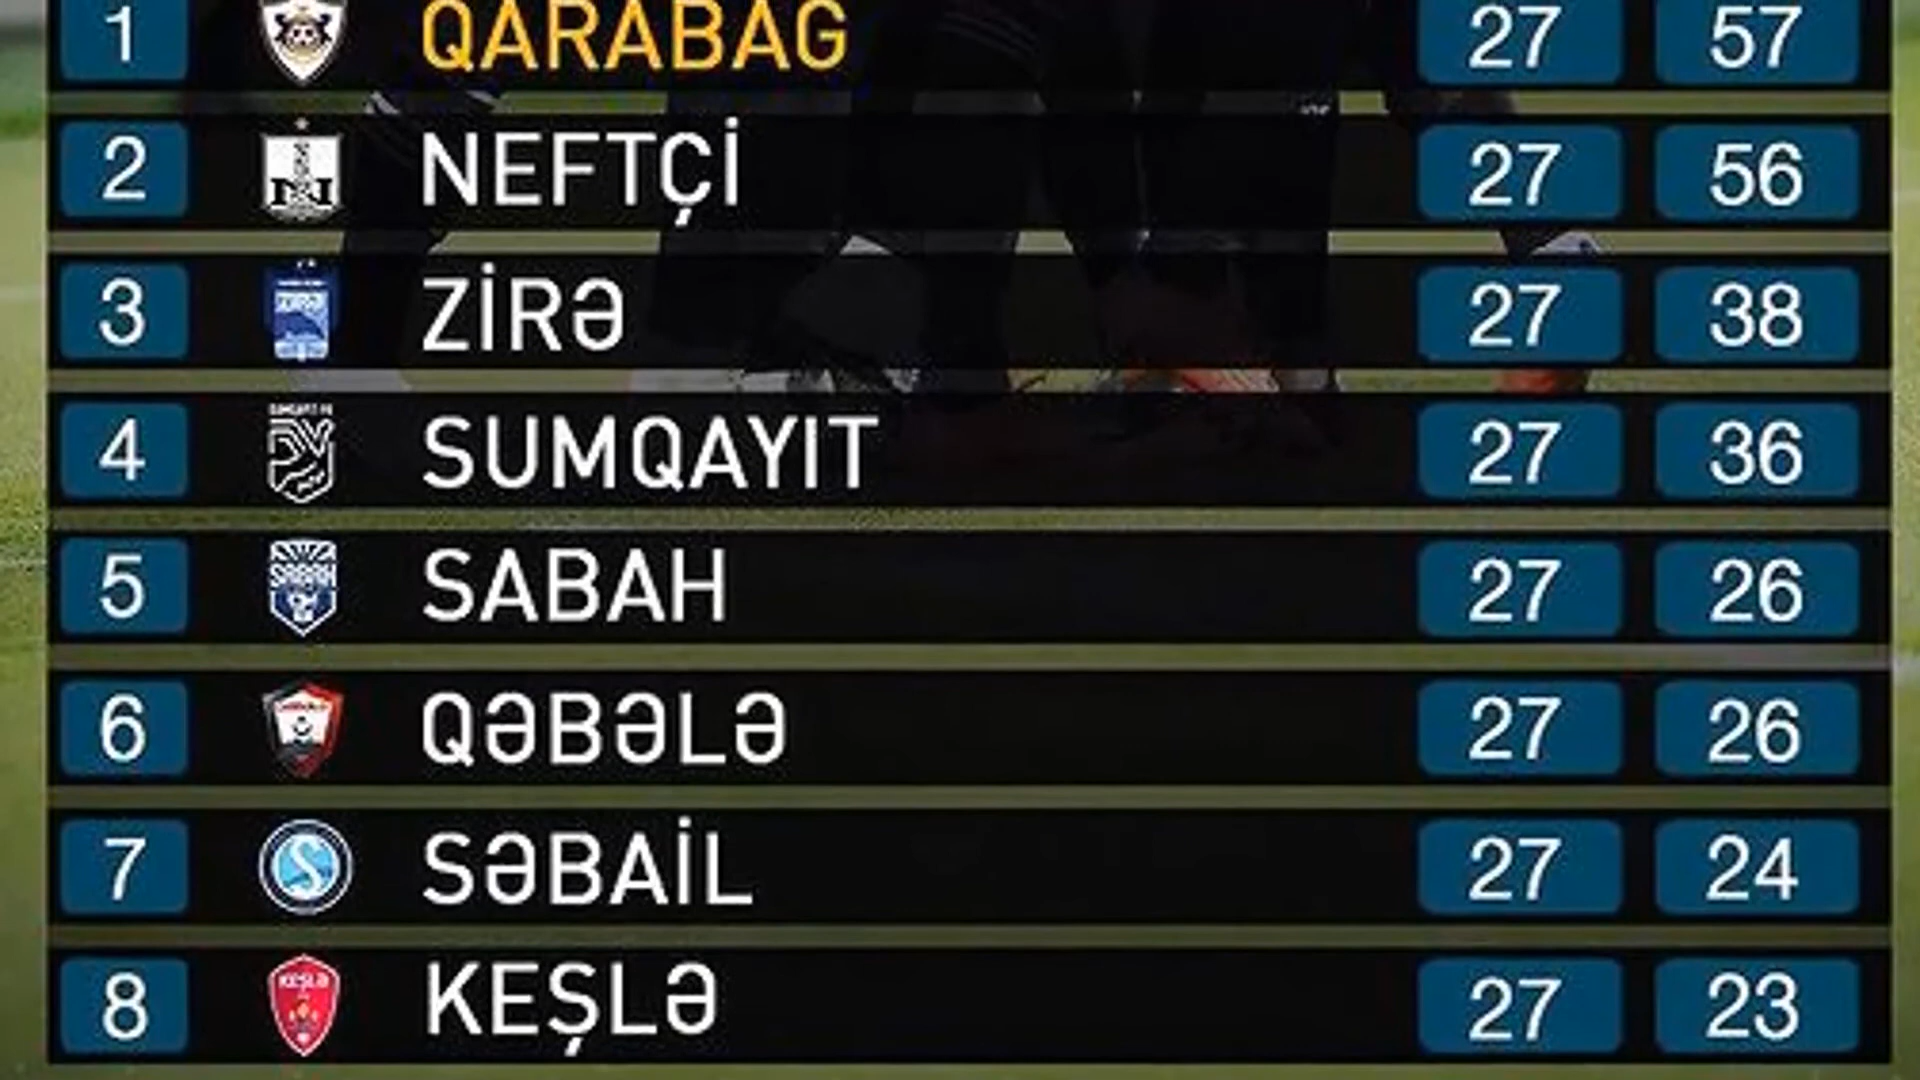 1 QARABAĞ 27 57
2 NEFTÇİ 27 56
3 ZİRƏ 27 38
4 SUMQAYIT 27 36
5 SABAH 27 26
6 QƏBƏLƏ 27 26
7 SƏBAİL 27 24
8 KEŞLƏ 27 23